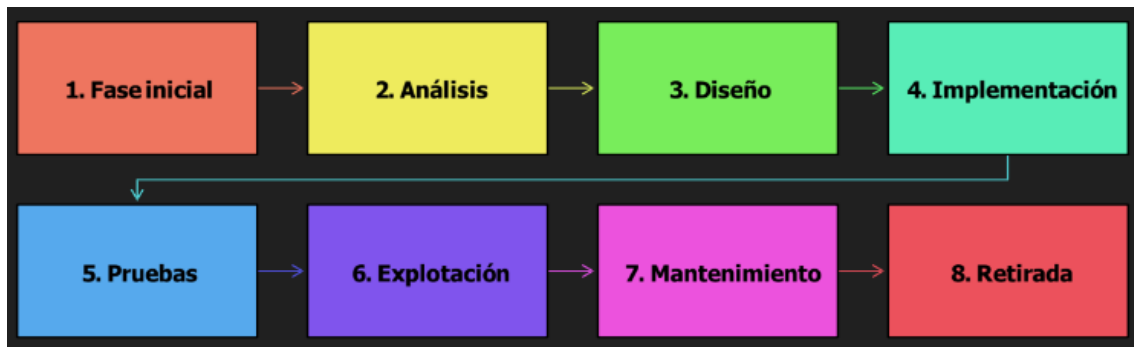 1. Fase inicial
2. Análisis
3. Diseño
4. Implementación
5. Pruebas
6. Explotación
7. Mantenimiento
8. Retirada